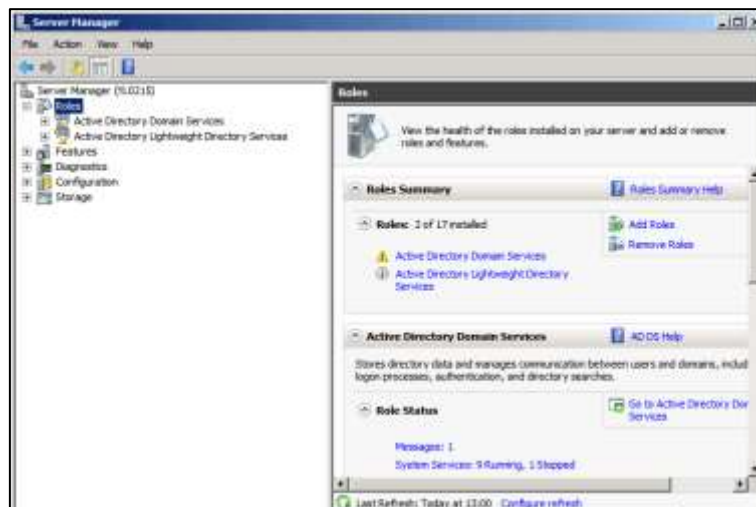 Server Manager
File Action View Help
Server Manager
Roles
Active Directory Domain Services
Active Directory Lightweight Directory Services
Features
Diagnostics
Configuration
Storage
Roles
View the health of the roles installed on your server and add or remove
roles and features.
Roles Summary
Roles Summary Help
Roles: 2 of 17 installed
Add Roles
Remove Roles
Active Directory Domain Services
Active Directory Lightweight Directory
Services
Active Directory Domain Services
AD DS Help
Stores directory data and manages communication between users and domains, includ
logon processes, authentication, and directory searches.
Role Status
Go to Active Directory Dor
Services
Messages: 1
System Services: 9 Running, 1 Stopped
Last Refresh: Today at 13:00 Configure refresh